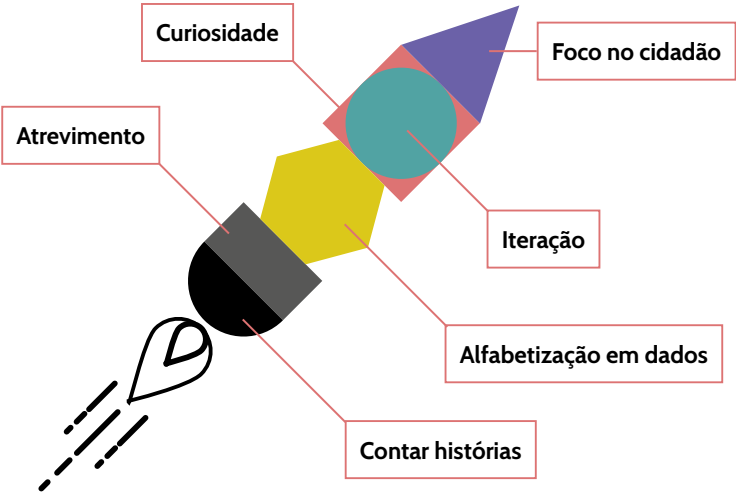 Curiosidade
Foco no cidadão
Atrevimento
Iteração
Alfabetização em dados
Contar histórias